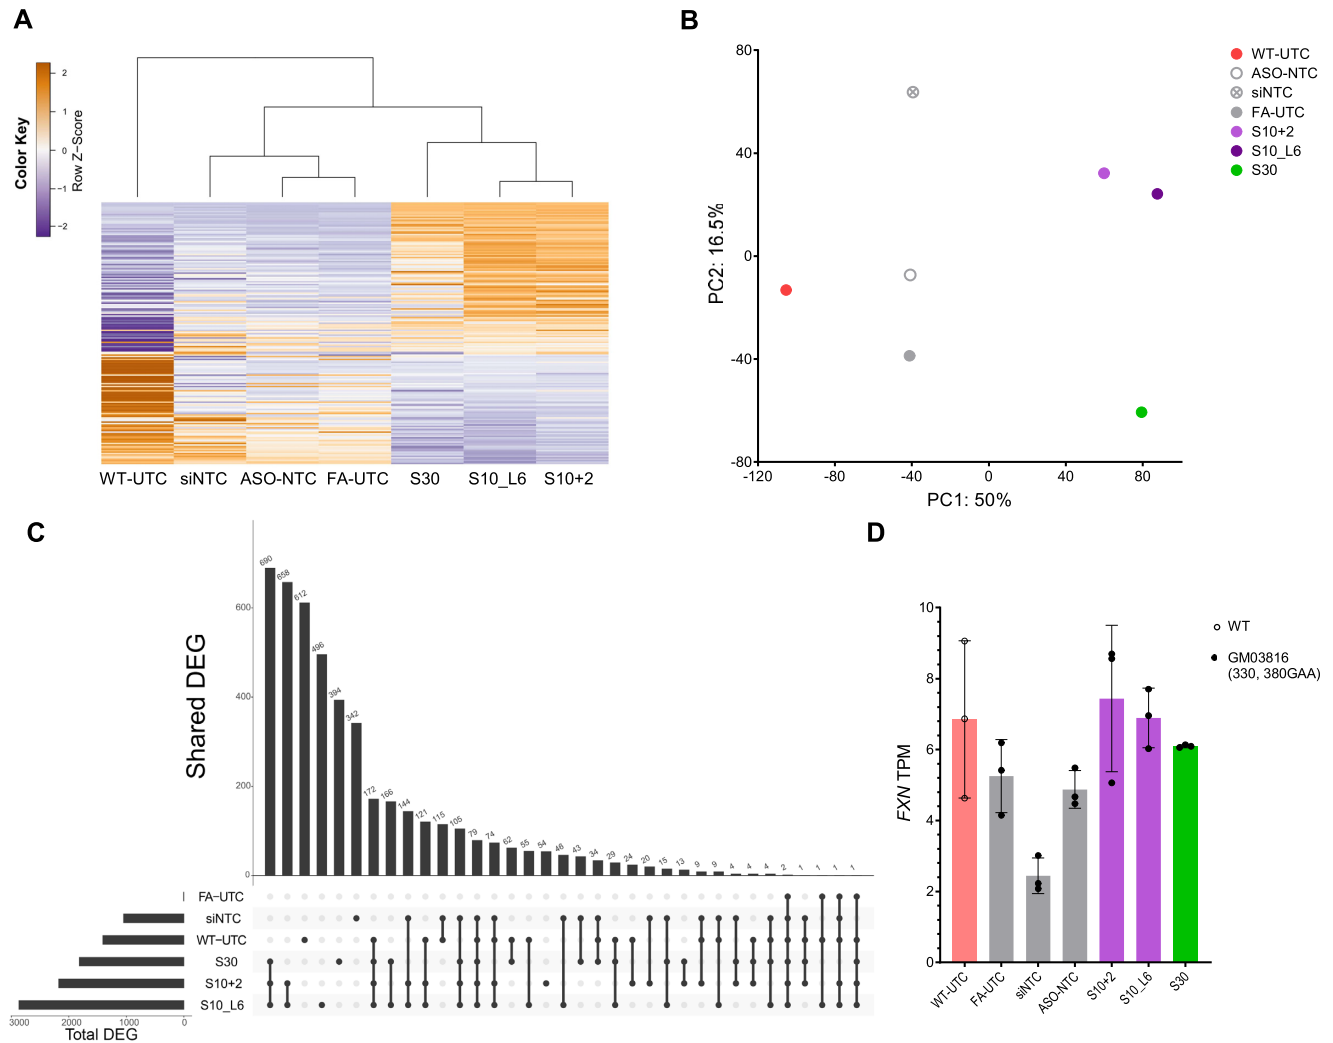 A
Color Key
Row Z−Score
2
1
0
−1
−2
WT-UTC siNTC ASO-NTC FA-UTC S30 S10_L6 S10+2
B
80
40
0
-40
-80
PC2: 16.5%
-120 -80 -40 0 40 80
PC1: 50%
WT-UTC
ASO-NTC
siNTC
FA-UTC
S10+2
S10_L6
S30
C
Shared DEG
600
400
200
0
690 658 612 496 394 342 172 166 144 121 115 105 79 74 62 55 54 46 43 34 29 24 20 15 13 9 9 4 4 4 2 1 1 1 1
FA−UTC
siNTC
WT−UTC
S30
S10+2
S10_L6
3000 2000 1000 0
Total DEG
D
FXN TPM
10
8
6
4
2
0
WT-UTC FA-UTC siNTC ASO-NTC S10+2 S10_L6 S30
WT
GM03816
(330, 380GAA)